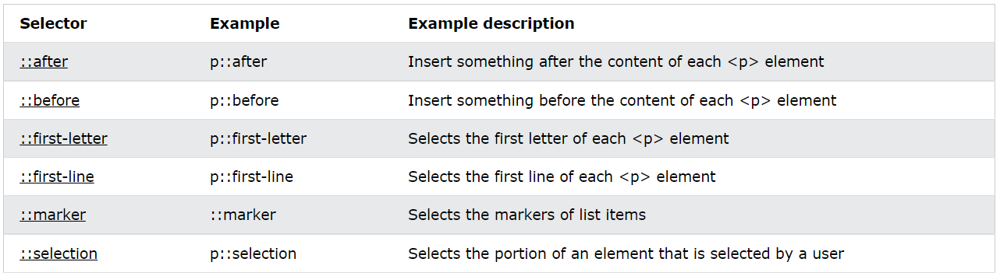 Selector Example Example description
::after p::after Insert something after the content of each <p> element
::before p::before Insert something before the content of each <p> element
::first-letter p::first-letter Selects the first letter of each <p> element
::first-line p::first-line Selects the first line of each <p> element
::marker ::marker Selects the markers of list items
::selection p::selection Selects the portion of an element that is selected by a user